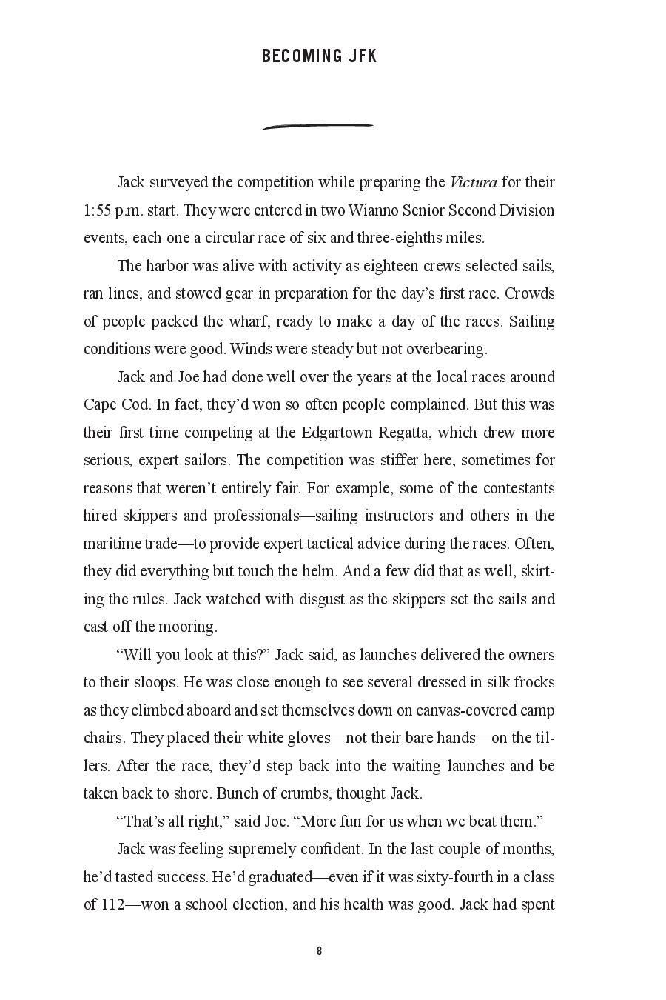 BECOMING JFK
Jack surveyed the competition while preparing the Victura for their
1:55 p.m. start. They were entered in two Wianno Senior Second Division
events, each one a circular race of six and three-eighths miles.
The harbor was alive with activity as eighteen crews selected sails,
ran lines, and stowed gear in preparation for the day’s first race. Crowds
of people packed the wharf, ready to make a day of the races. Sailing
conditions were good. Winds were steady but not overbearing.
Jack and Joe had done well over the years at the local races around
Cape Cod. In fact, they’d won so often people complained. But this was
their first time competing at the Edgartown Regatta, which drew more
serious, expert sailors. The competition was stiffer here, sometimes for
reasons that weren’t entirely fair. For example, some of the contestants
hired skippers and professionals—sailing instructors and others in the
maritime trade—to provide expert tactical advice during the races. Often,
they did everything but touch the helm. And a few did that as well, skirt-
ing the rules. Jack watched with disgust as the skippers set the sails and
cast off the mooring.
“Will you look at this?” Jack said, as launches delivered the owners
to their sloops. He was close enough to see several dressed in silk frocks
as they climbed aboard and set themselves down on canvas-covered camp
chairs. They placed their white gloves—not their bare hands—on the til-
lers. After the race, they’d step back into the waiting launches and be
taken back to shore. Bunch of crumbs, thought Jack.
“That’s all right,” said Joe. “More fun for us when we beat them.”
Jack was feeling supremely confident. In the last couple of months,
he’d tasted success. He’d graduated—even if it was sixty-fourth in a class
of 112—won a school election, and his health was good. Jack had spent
8